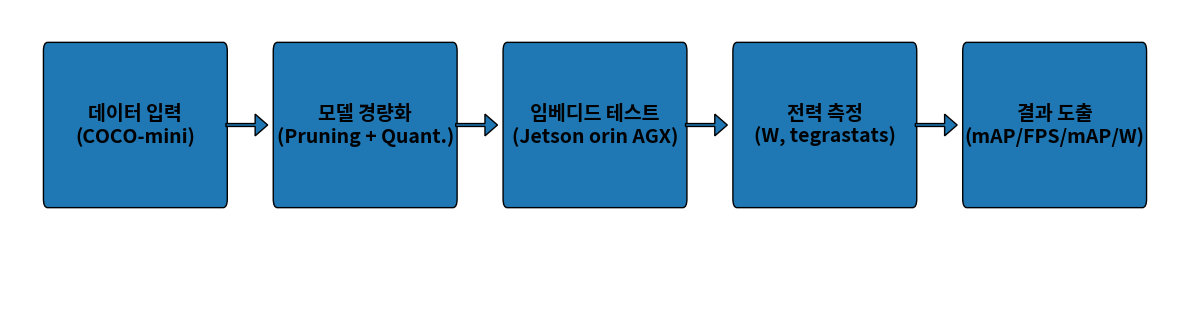 데이터 입력
(COCO-mini)
모델 경량화
(Pruning + Quant.)
임베디드 테스트
(Jetson orin AGX)
전력 측정
(W, tegrastats)
결과 도출
(mAP/FPS/mAP/W)